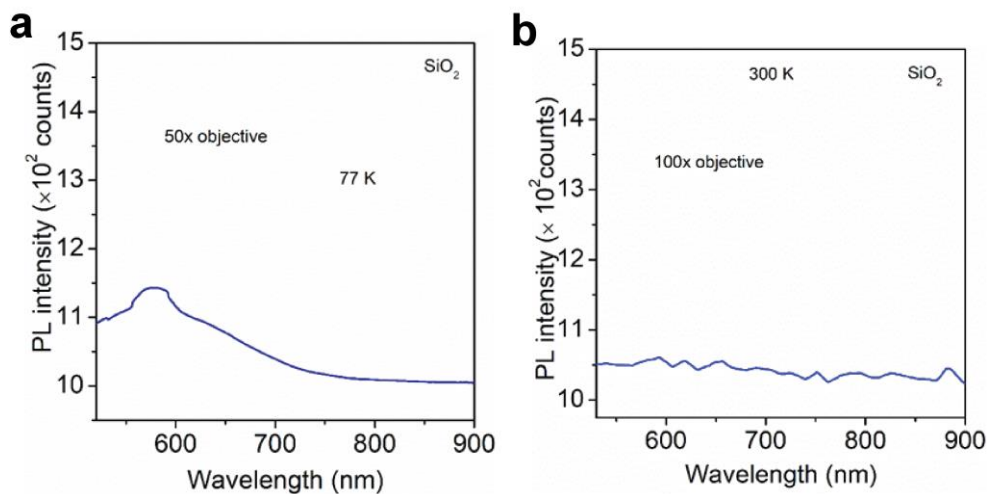 a
15
14
13
12
11
10
PL intensity (×10² counts)
SiO₂
50x objective
77 K
600 700 800 900
Wavelength (nm)
b
15
14
13
12
11
10
PL intensity (× 10² counts)
300 K SiO₂
100x objective
600 700 800 900
Wavelength (nm)